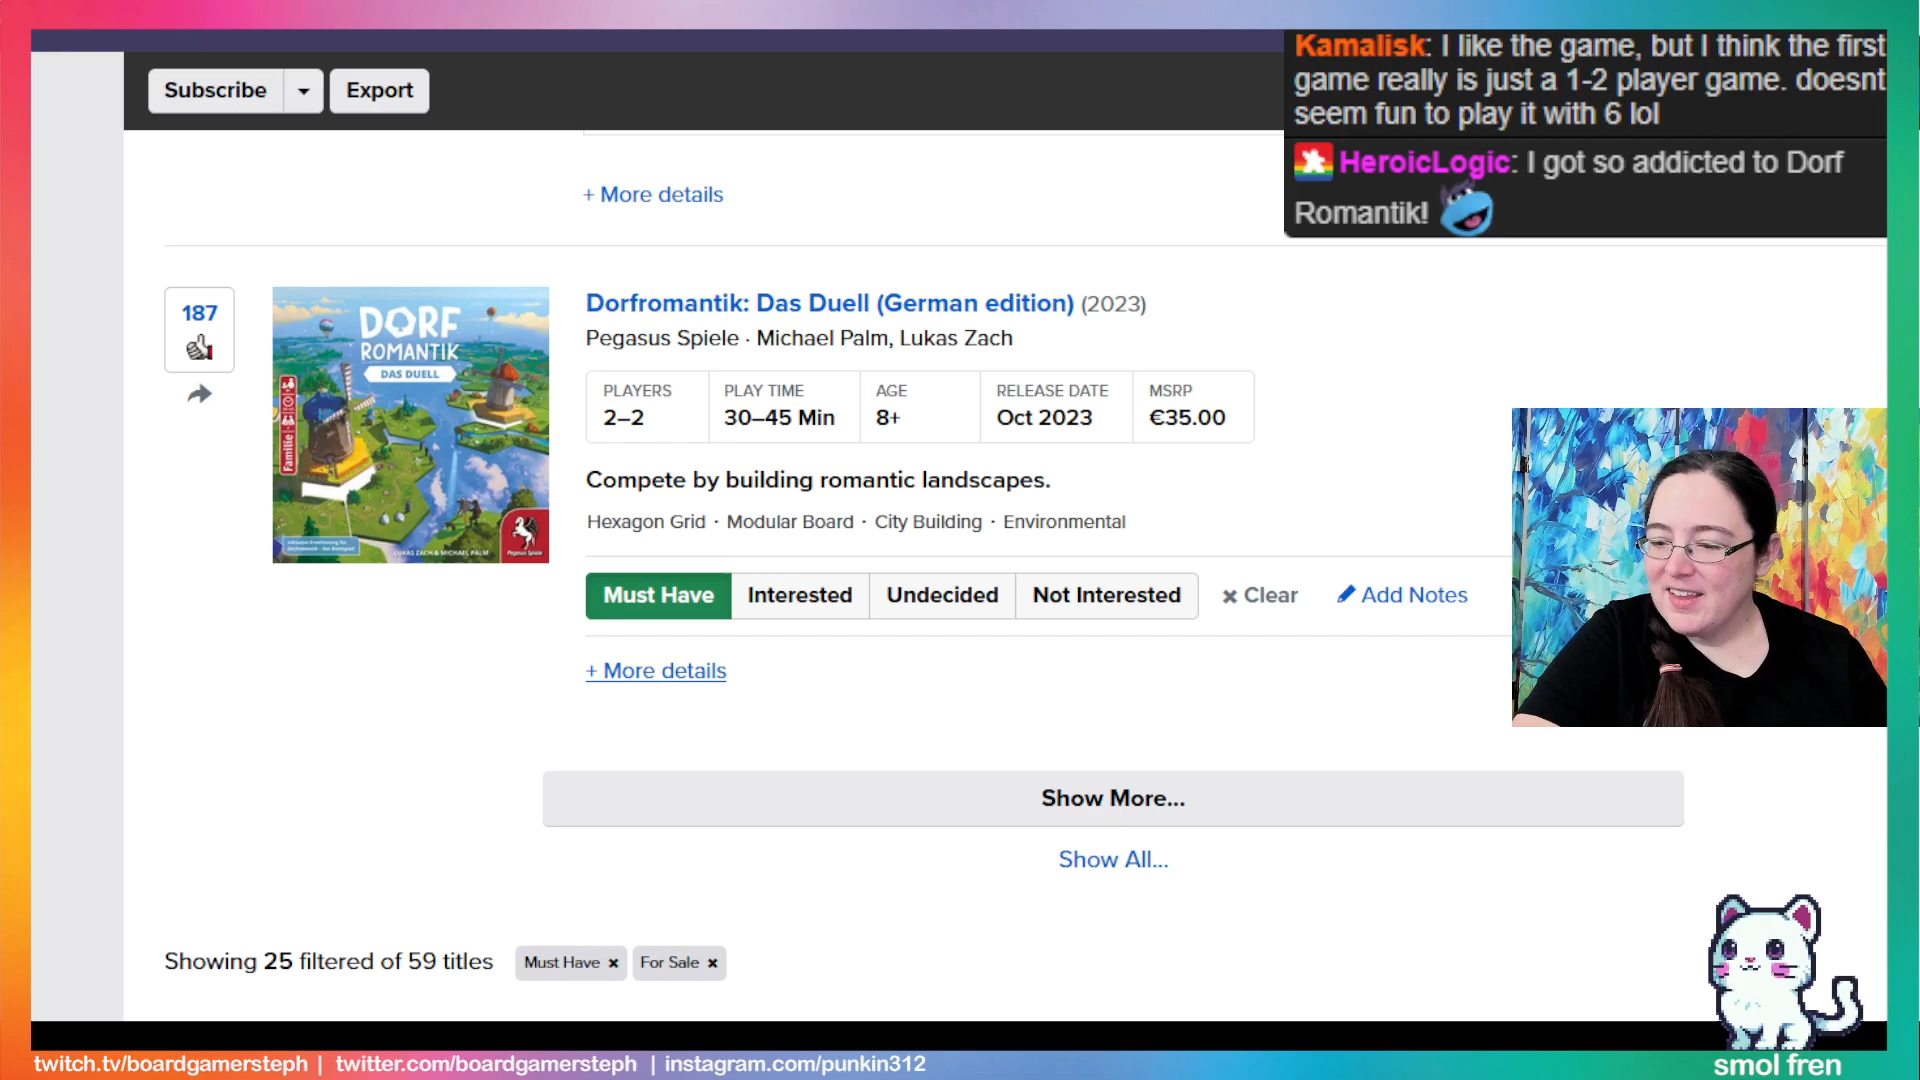 Kamalisk: I like the game, but I think the first
game really is just a 1-2 player game. doesnt
seem fun to play it with 6 lol
HeroicLogic: I got so addicted to Dorf
Romantik!
Subscribe
Export
+ More details
187
DORF
ROMANTIK
DAS DUELL
Familie
LUKAS ZACH & MICHAEL PALM
Pegasus Spiele
Dorfromantik: Das Duell (German edition) (2023)
Pegasus Spiele · Michael Palm, Lukas Zach
PLAYERS
2–2
PLAY TIME
30–45 Min
AGE
8+
RELEASE DATE
Oct 2023
MSRP
€35.00
Compete by building romantic landscapes.
Hexagon Grid · Modular Board · City Building · Environmental
Must Have
Interested
Undecided
Not Interested
× Clear
Add Notes
+ More details
Show More...
Show All...
Showing 25 filtered of 59 titles
Must Have ×
For Sale ×
twitch.tv/boardgamersteph | twitter.com/boardgamersteph | instagram.com/punkin312
smol fren